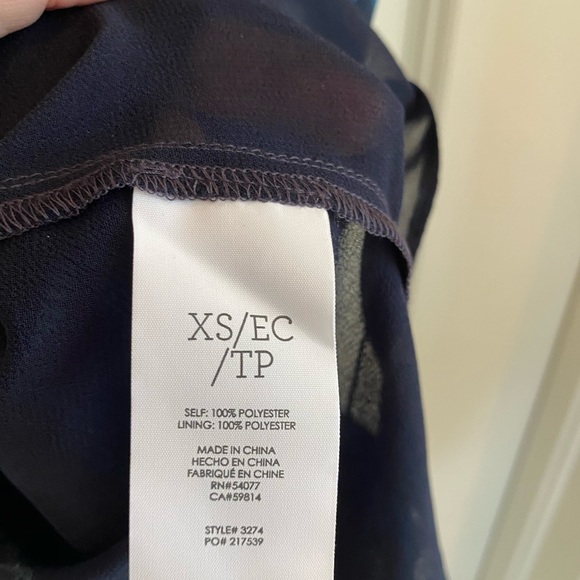 XS/EC
/TP
SELF: 100% POLYESTER
LINING: 100% POLYESTER
MADE IN CHINA
HECHO EN CHINA
FABRIQUÉ EN CHINE
RN#54077
CA#59814
STYLE# 3274
PO# 217539